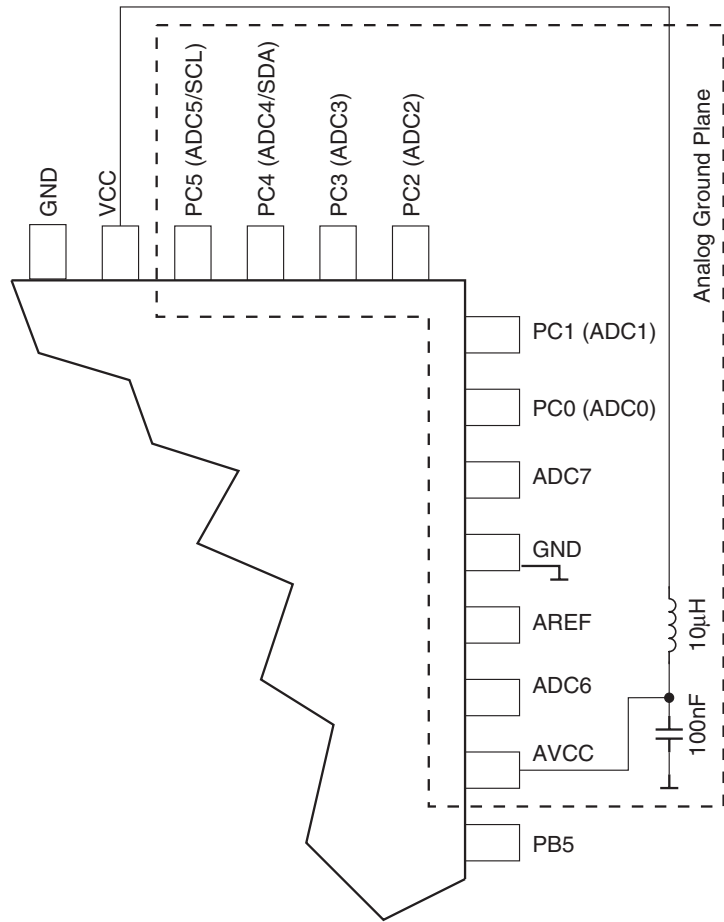 GND
VCC
PC5 (ADC5/SCL)
PC4 (ADC4/SDA)
PC3 (ADC3)
PC2 (ADC2)
Analog Ground Plane
PC1 (ADC1)
PC0 (ADC0)
ADC7
GND
AREF
ADC6
AVCC
PB5
10µH
100nF